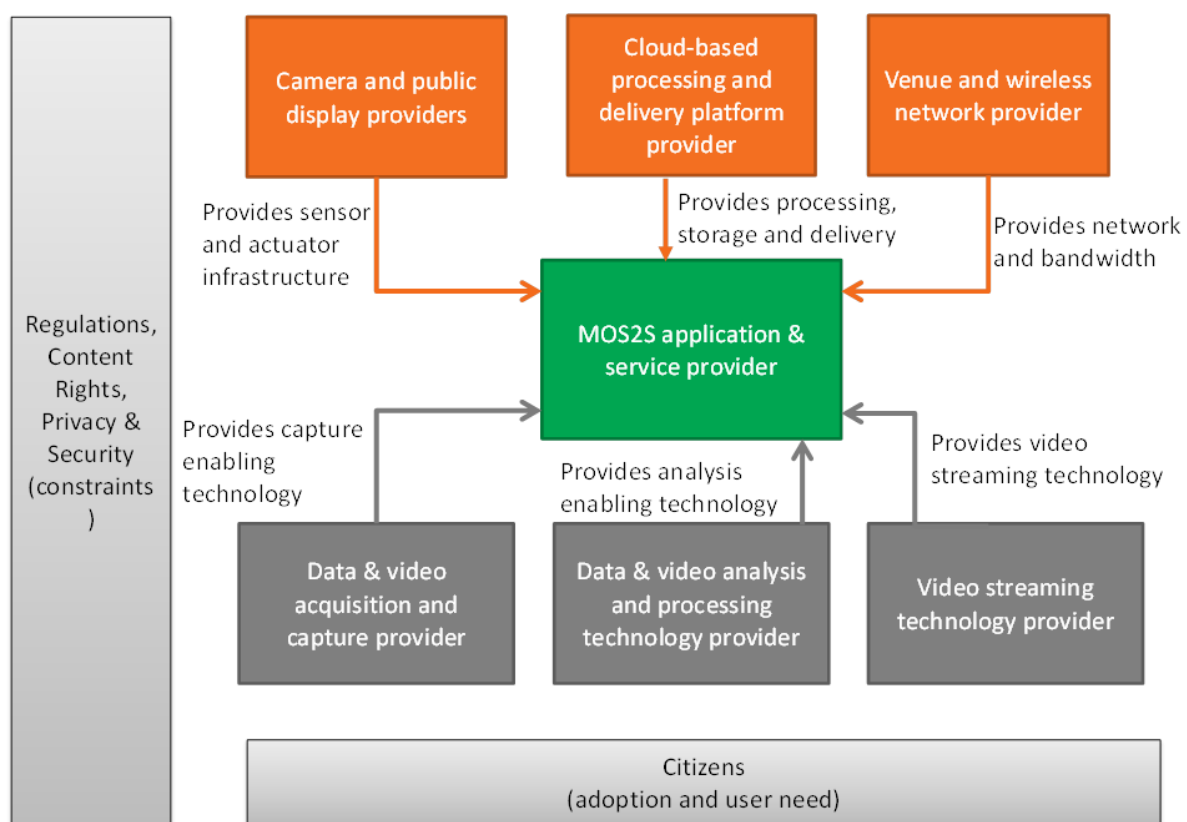 Camera and public
display providers
Cloud-based
processing and
delivery platform
provider
Venue and wireless
network provider
Provides sensor
and actuator
infrastructure
Provides processing,
storage and delivery
Provides network
and bandwidth
Regulations,
Content
Rights,
Privacy &
Security
(constraints
)
MOS2S application &
service provider
Provides capture
enabling
technology
Provides analysis
enabling technology
Provides video
streaming technology
Data & video
acquisition and
capture provider
Data & video analysis
and processing
technology provider
Video streaming
technology provider
Citizens
(adoption and user need)